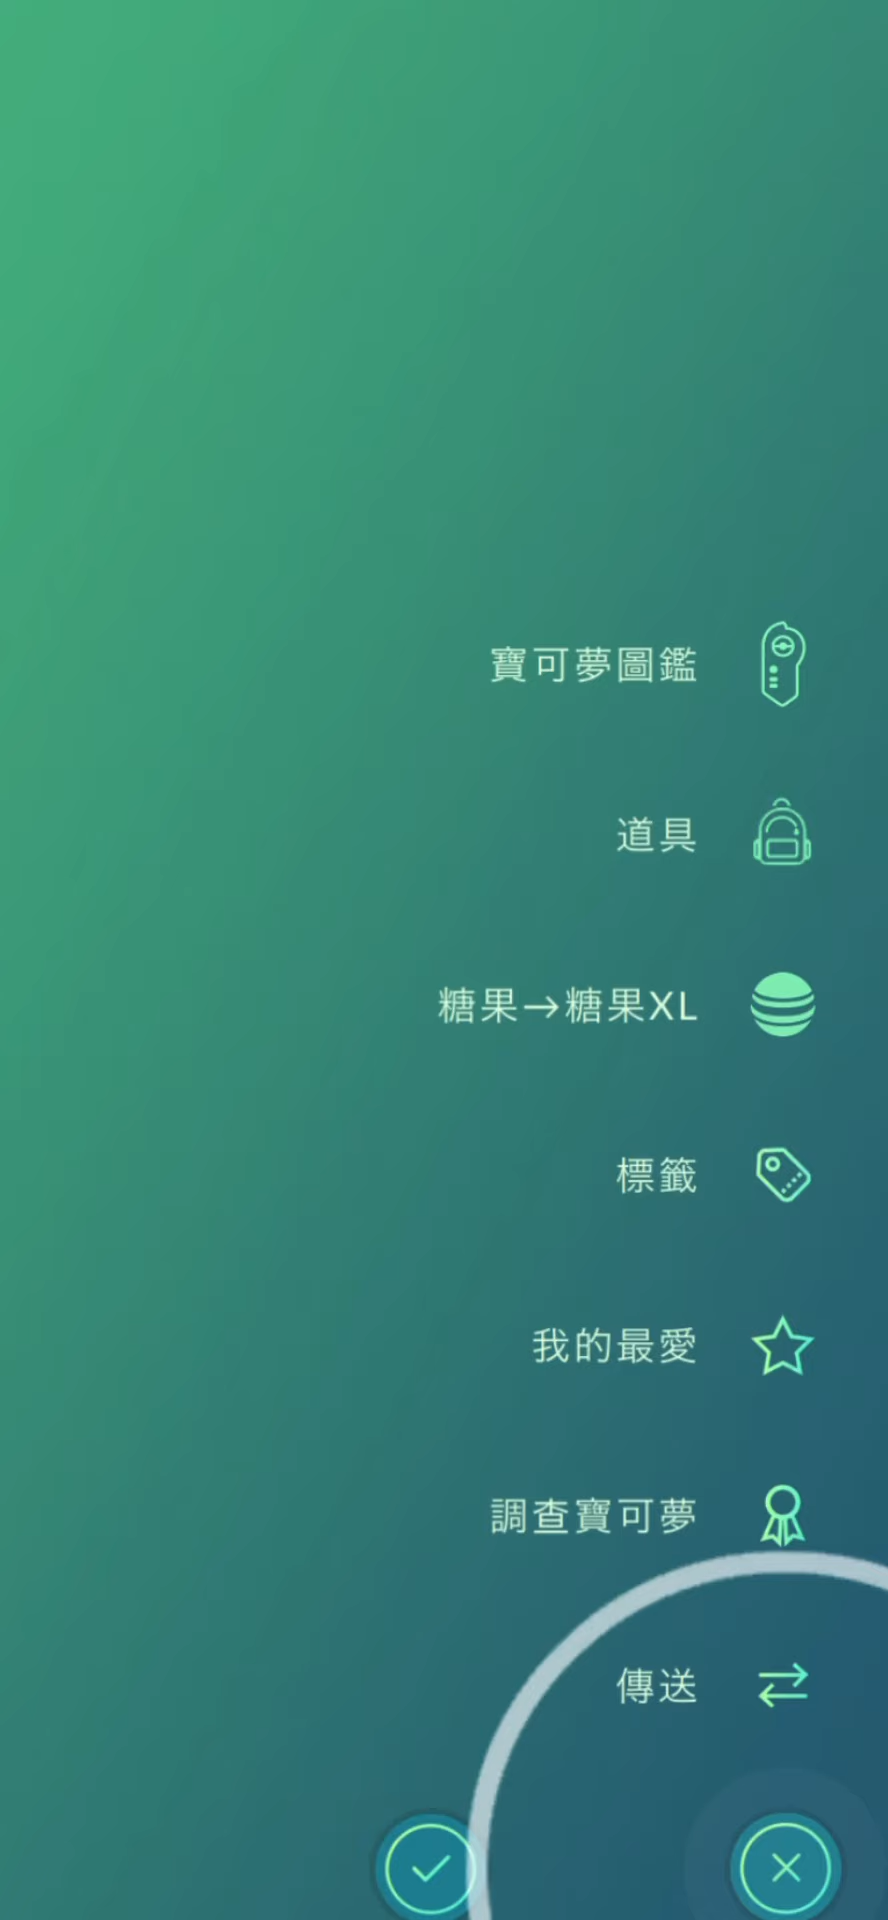 寶可夢圖鑑
道具
糖果→糖果XL
標籤
我的最愛
調查寶可夢
傳送